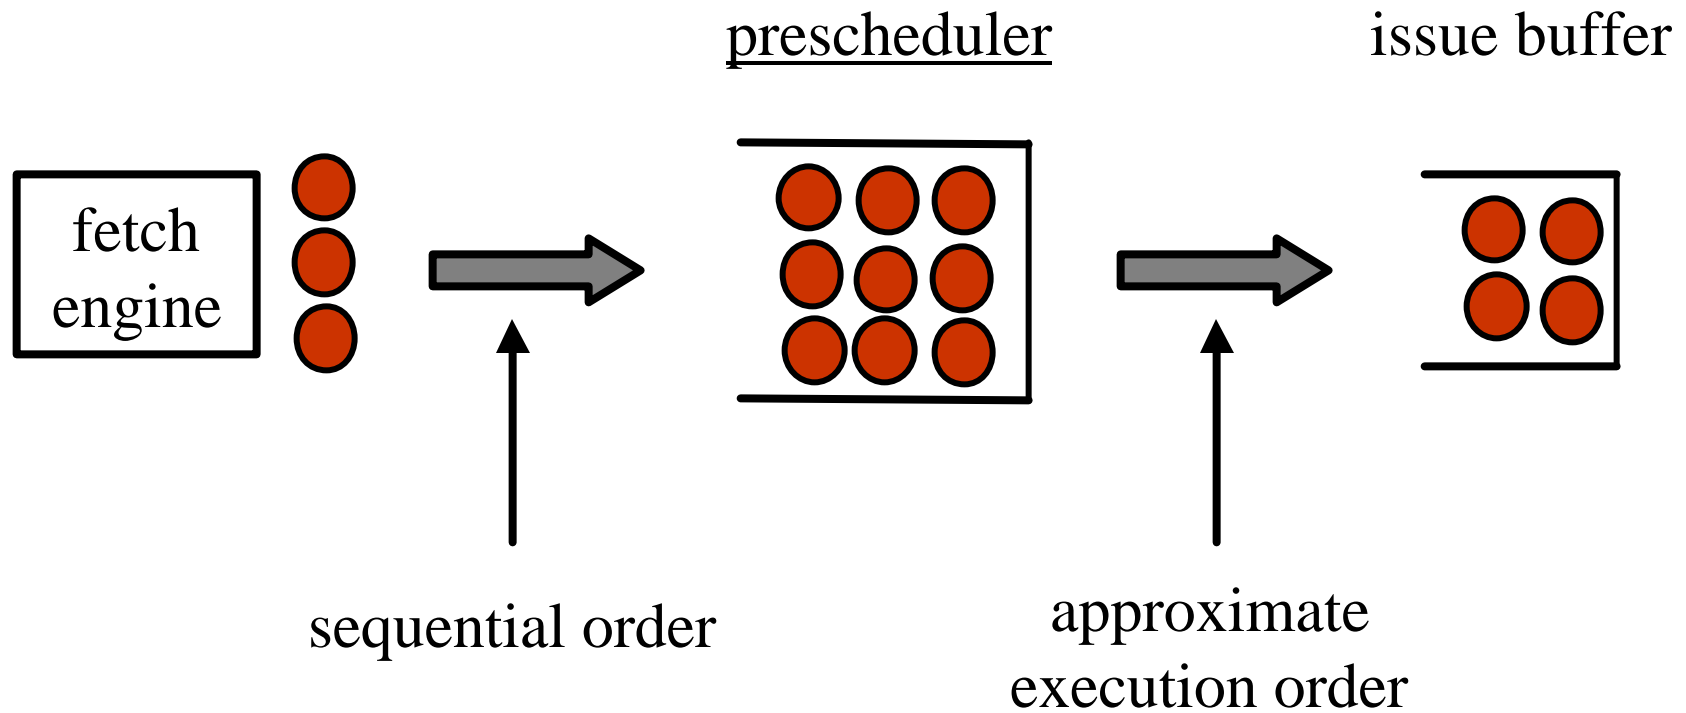 prescheduler
issue buffer
fetch
engine
sequential order
approximate
execution order